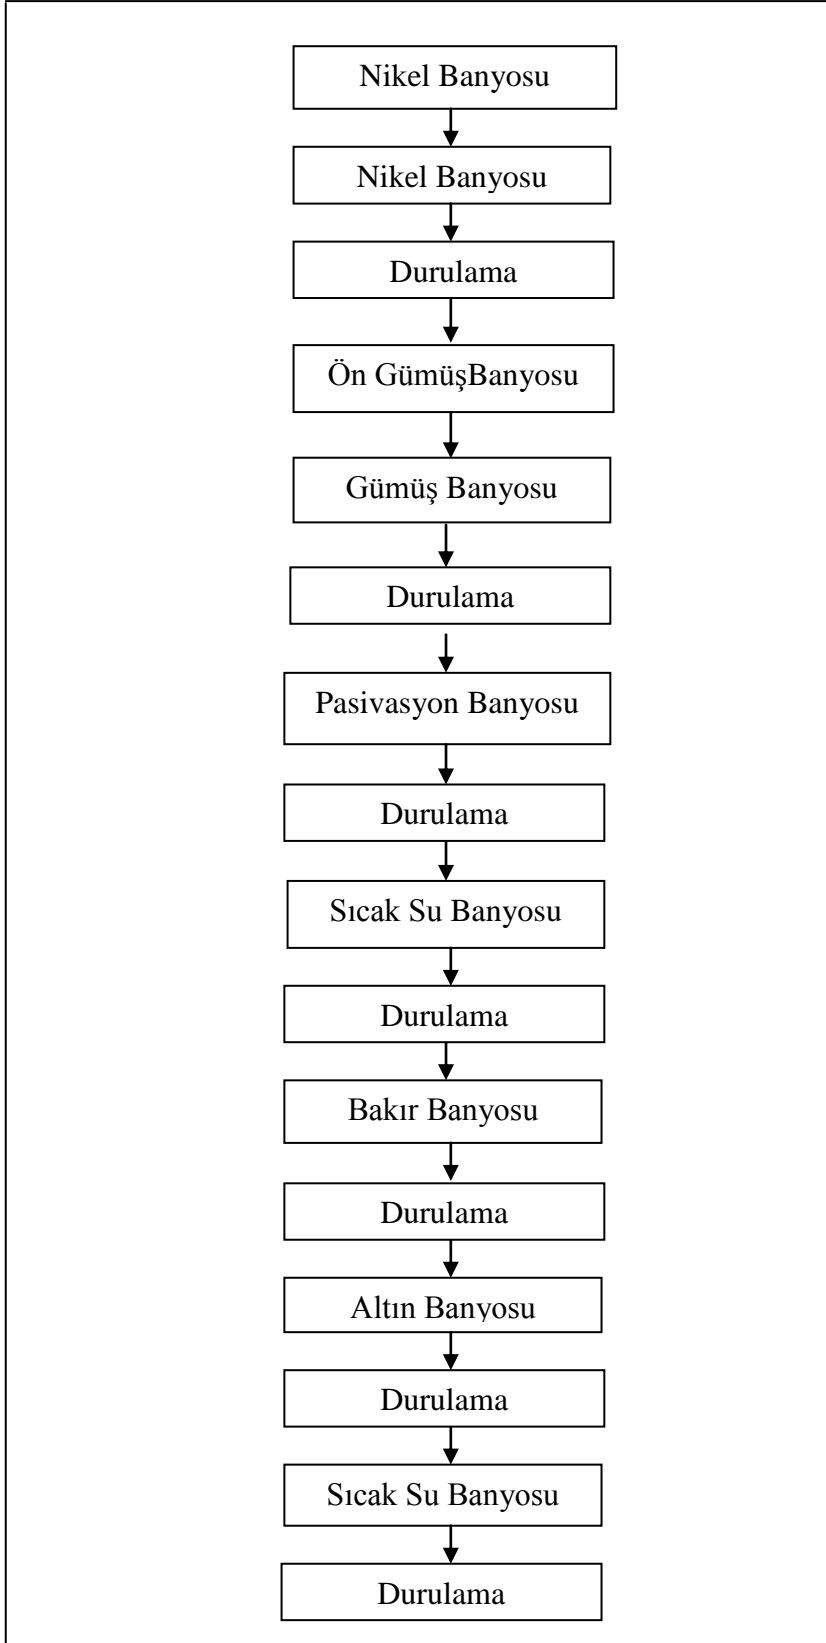 Nikel Banyosu
Nikel Banyosu
Durulama
Ön GümüşBanyosu
Gümüş Banyosu
Durulama
Pasivasyon Banyosu
Durulama
Sıcak Su Banyosu
Durulama
Bakır Banyosu
Durulama
Altın Banyosu
Durulama
Sıcak Su Banyosu
Durulama